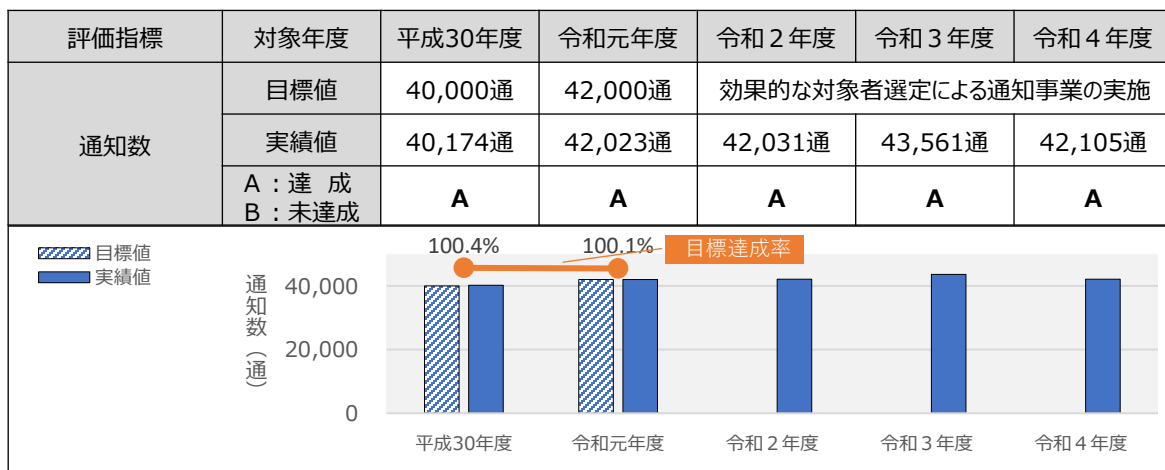 評価指標 対象年度 平成30年度 令和元年度 令和２年度 令和３年度 令和４年度
通知数
目標値 40,000通 42,000通 効果的な対象者選定による通知事業の実施
実績値 40,174通 42,023通 42,031通 43,561通 42,105通
A：達 成
B：未達成
A A A A A
目標値
実績値
100.4% 100.1% 目標達成率
通知数（通）
40,000
20,000
0
平成30年度 令和元年度 令和２年度 令和３年度 令和４年度